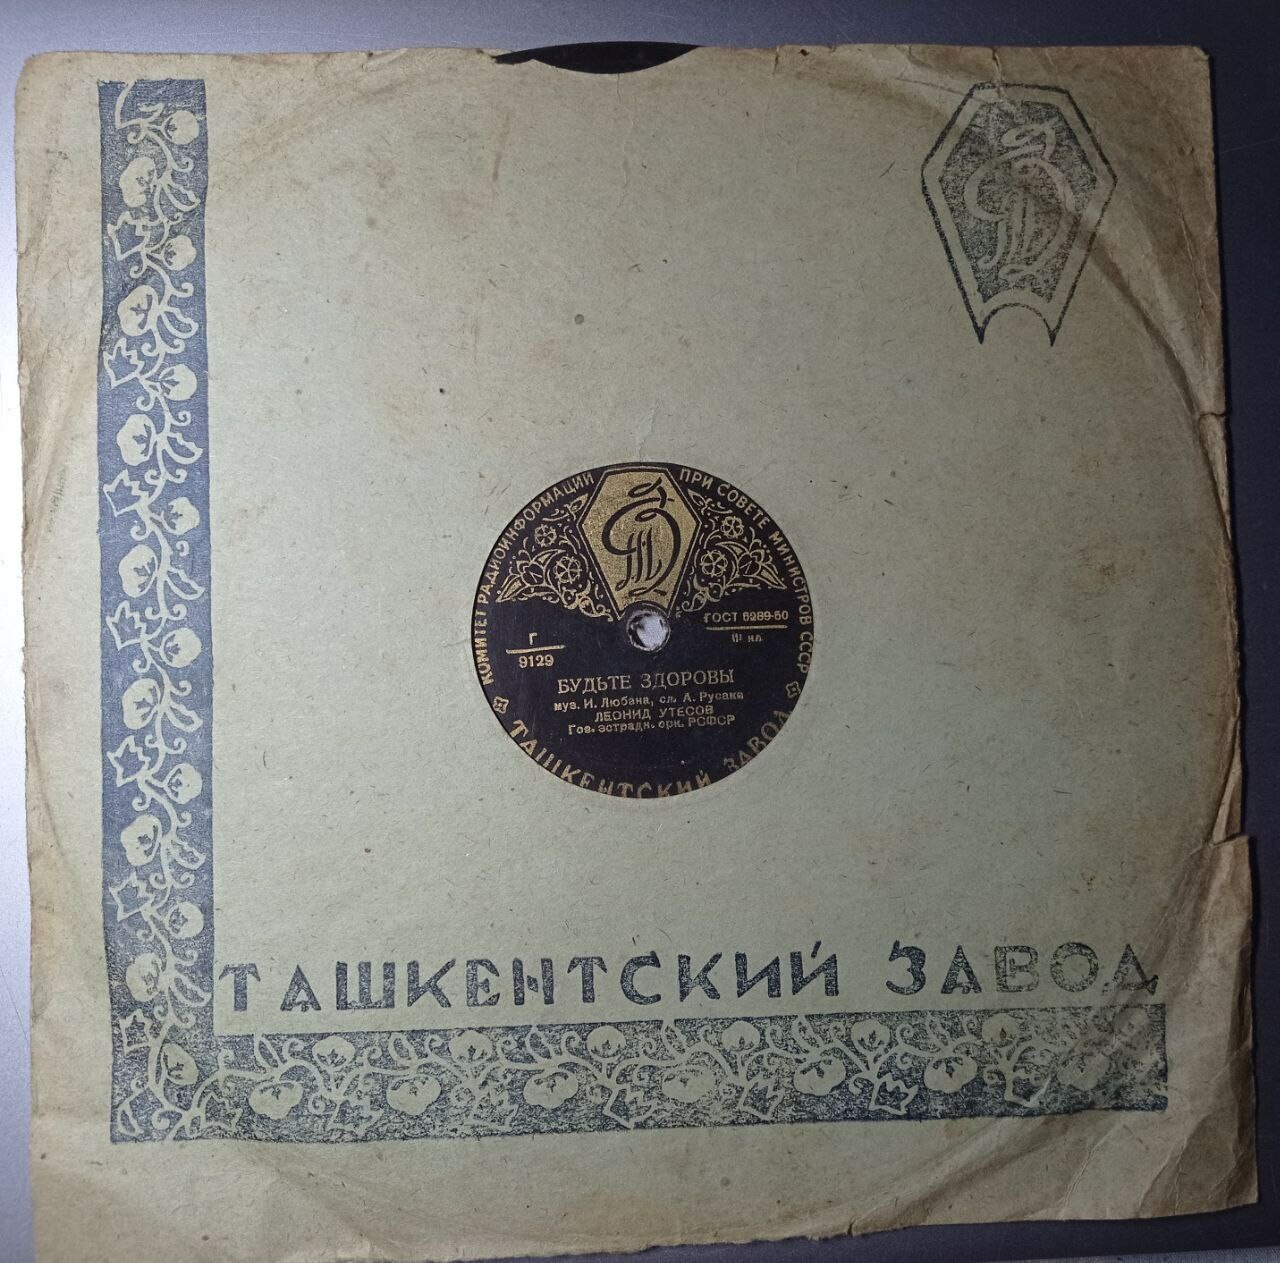 КОМИТЕТ РАДИОИНФОРМАЦИИ ПРИ СОВЕТЕ МИНИСТРОВ СССР
ГОСТ 5289-50
Г
9129
БУДЬТЕ ЗДОРОВЫ
муз. И. Любана, сл. А. Русака
ЛЕОНИД УТЕСОВ
Гос. эстрадн. орк. РСФСР
ТАШКЕНТСКИЙ ЗАВОД
ТАШКЕНТСКИЙ ЗАВОД